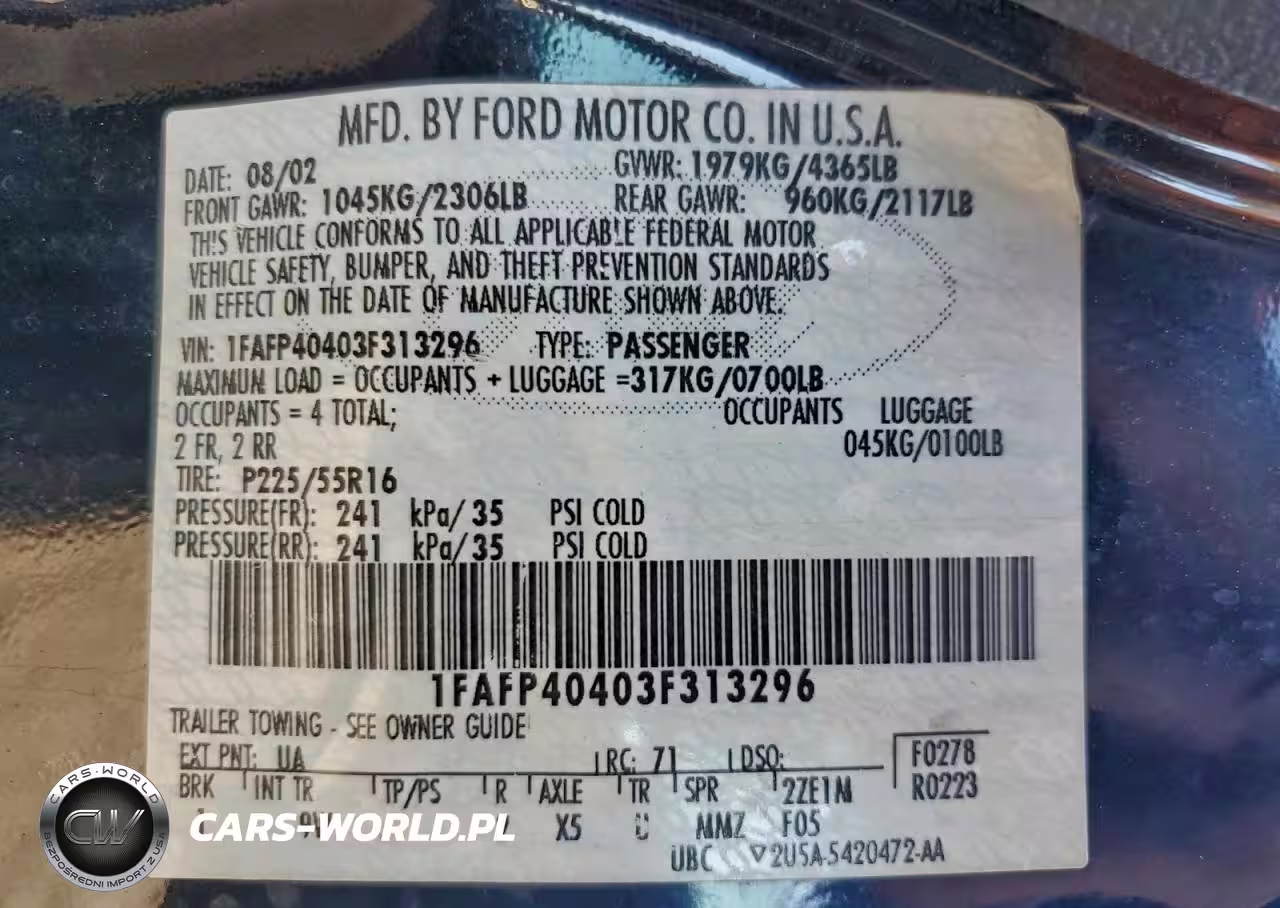 MFD. BY FORD MOTOR CO. IN U.S.A.
DATE: 08/02 GVWR: 1979KG/4365LB
FRONT GAWR: 1045KG/2306LB REAR GAWR: 960KG/2117LB
THIS VEHICLE CONFORMS TO ALL APPLICABLE FEDERAL MOTOR
VEHICLE SAFETY, BUMPER, AND THEFT PREVENTION STANDARDS
IN EFFECT ON THE DATE OF MANUFACTURE SHOWN ABOVE.
VIN: 1FAFP40403F313296 TYPE: PASSENGER
MAXIMUM LOAD = OCCUPANTS + LUGGAGE =317KG/0700LB
OCCUPANTS = 4 TOTAL; OCCUPANTS LUGGAGE
2 FR, 2 RR 045KG/0100LB
TIRE: P225/55R16
PRESSURE(FR): 241 kPa/ 35 PSI COLD
PRESSURE(RR): 241 kPa/ 35 PSI COLD
1FAFP40403F313296
TRAILER TOWING - SEE OWNER GUIDE
EXT PNT: UA RC: 71 DSO: F0278
BRK INT TR TP/PS R AXLE TR SPR 2ZE1M R0223
X5 U MMZ F05
UBC ▽2U5A-5420472-AA
CARS-WORLD
CW
BEZPOŚREDNI IMPORT Z USA
CARS-WORLD.PL